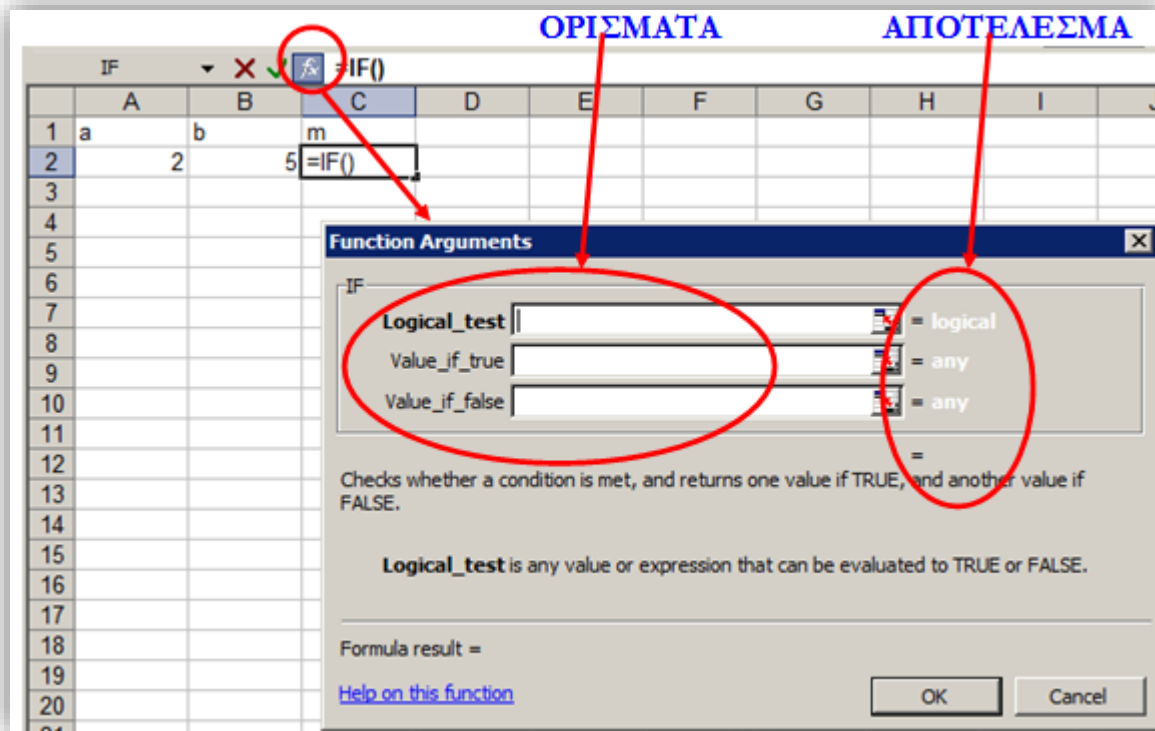 ΟΡΙΣΜΑΤΑ ΑΠΟΤΕΛΕΣΜΑ
IF fx =IF()
A B C D E F G H I J
1 a b m
2 2 5 =IF()
3
4
5
6
7
8
9
10
11
12
13
14
15
16
17
18
19
20
21
Function Arguments
IF
Logical_test = logical
Value_if_true = any
Value_if_false = any
=
Checks whether a condition is met, and returns one value if TRUE, and another value if
FALSE.
Logical_test is any value or expression that can be evaluated to TRUE or FALSE.
Formula result =
Help on this function OK Cancel